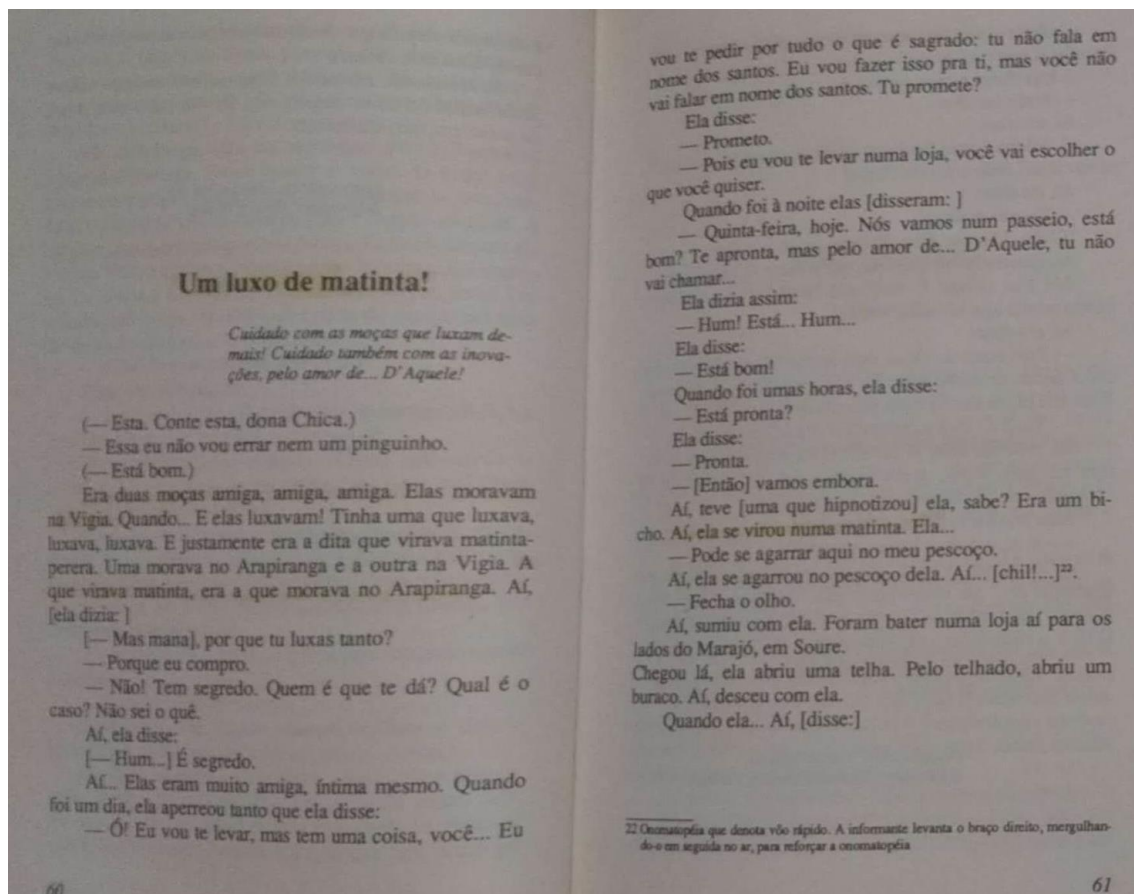 Um luxo de matinta!
Cuidado com as moças que luxam de-
mais! Cuidado também com as inova-
ções, pelo amor de... D'Aquele!
(— Esta. Conte esta, dona Chica.)
— Essa eu não vou errar nem um pinguinho.
(— Está bom.)
Era duas moças amiga, amiga, amiga. Elas moravam
na Vigia. Quando... E elas luxavam! Tinha uma que luxava,
luxava, luxava. E justamente era a dita que virava matinta-
perera. Uma morava no Arapiranga e a outra na Vigia. A
que virava matinta, era a que morava no Arapiranga. Aí,
[ela dizia: ]
[— Mas mana], por que tu luxas tanto?
— Porque eu compro.
— Não! Tem segredo. Quem é que te dá? Qual é o
caso? Não sei o quê.
Aí, ela disse:
[— Hum...] É segredo.
Aí... Elas eram muito amiga, íntima mesmo. Quando
foi um dia, ela aperreou tanto que ela disse:
— Ó! Eu vou te levar, mas tem uma coisa, você... Eu
60
vou te pedir por tudo o que é sagrado: tu não fala em
nome dos santos. Eu vou fazer isso pra ti, mas você não
vai falar em nome dos santos. Tu promete?
Ela disse:
— Prometo.
— Pois eu vou te levar numa loja, você vai escolher o
que você quiser.
Quando foi à noite elas [disseram: ]
— Quinta-feira, hoje. Nós vamos num passeio, está
bom? Te apronta, mas pelo amor de... D'Aquele, tu não
vai chamar...
Ela dizia assim:
— Hum! Está... Hum...
Ela disse:
— Está bom!
Quando foi umas horas, ela disse:
— Está pronta?
Ela disse:
— Pronta.
— [Então] vamos embora.
Aí, teve [uma que hipnotizou] ela, sabe? Era um bi-
cho. Aí, ela se virou numa matinta. Ela...
— Pode se agarrar aqui no meu pescoço.
Aí, ela se agarrou no pescoço dela. Aí... [chil!...]²².
— Fecha o olho.
Aí, sumiu com ela. Foram bater numa loja aí para os
lados do Marajó, em Soure.
Chegou lá, ela abriu uma telha. Pelo telhado, abriu um
buraco. Aí, desceu com ela.
Quando ela... Aí, [disse:]
22 Onomatopéia que denota vôo rápido. A informante levanta o braço direito, mergulhan-
do-o em seguida no ar, para reforçar a onomatopéia
61